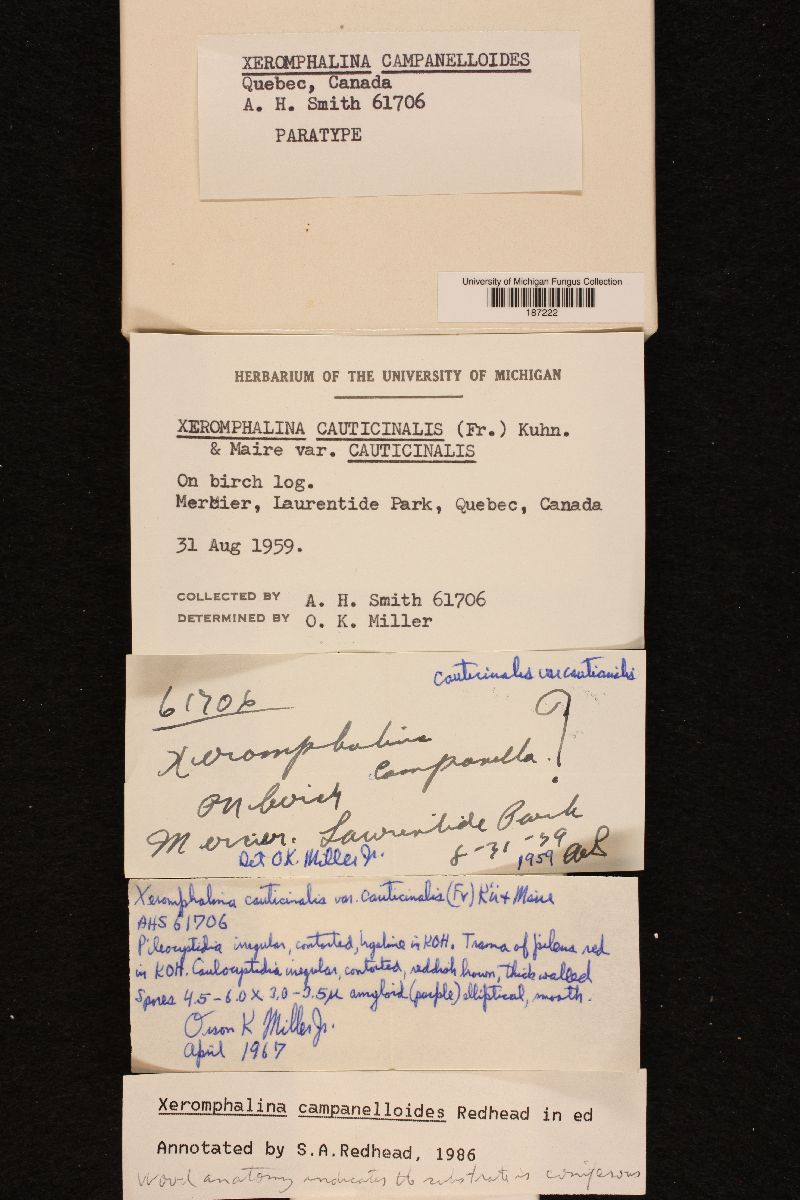 XEROMPHALINA CAMPANELLOIDES
Quebec, Canada
A. H. Smith 61706
PARATYPE
University of Michigan Fungus Collection
187222
HERBARIUM OF THE UNIVERSITY OF MICHIGAN
XEROMPHALINA CAUTICINALIS (Fr.) Kuhn.
& Maire var. CAUTICINALIS
On birch log.
Mercier, Laurentide Park, Quebec, Canada
31 Aug 1959.
COLLECTED BY A. H. Smith 61706
DETERMINED BY O. K. Miller
cauticinalis var cauticinalis
61706
Xeromphalina
campanella ?
on birch
Mercier. Laurentide Park
8-31-59
Det O.K. Miller Jr.
1959 AHS
Xeromphalina cauticinalis var. cauticinalis (Fr) Kü + Maire
AHS 61706
Pileocystidia irregular, contorted, hyaline in KOH. Trama of pileus red
in KOH. Caulocystidia irregular, contorted, reddish brown, thick walled
Spores 4.5-6.0 X 3.0-3.5µ amyloid (purple) elliptical, smooth.
Orson K Miller Jr.
April 1967
Xeromphalina campanelloides Redhead in ed
Annotated by S.A.Redhead, 1986
Wood anatomy indicates the substrate is coniferous